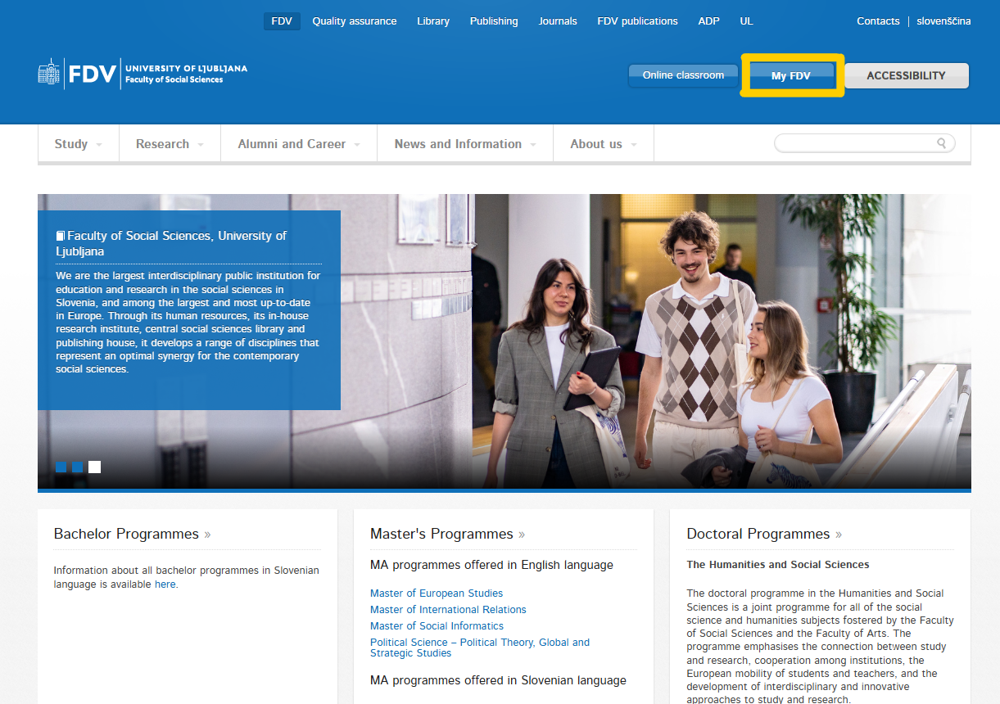 FDV Quality assurance Library Publishing Journals FDV publications ADP UL Contacts slovenščina
FDV UNIVERSITY OF LJUBLJANA
Faculty of Social Sciences
Online classroom My FDV ACCESSIBILITY
Study Research Alumni and Career News and Information About us
Faculty of Social Sciences, University of
Ljubljana
We are the largest interdisciplinary public institution for
education and research in the social sciences in
Slovenia, and among the largest and most up-to-date
in Europe. Through its human resources, its in-house
research institute, central social sciences library and
publishing house, it develops a range of disciplines that
represent an optimal synergy for the contemporary
social sciences.
Bachelor Programmes »
Information about all bachelor programmes in Slovenian
language is available here.
Master's Programmes »
MA programmes offered in English language
Master of European Studies
Master of International Relations
Master of Social Informatics
Political Science – Political Theory, Global and
Strategic Studies
MA programmes offered in Slovenian language
Doctoral Programmes »
The Humanities and Social Sciences
The doctoral programme in the Humanities and Social
Sciences is a joint programme for all of the social
science and humanities subjects fostered by the Faculty
of Social Sciences and the Faculty of Arts. The
programme emphasises the connection between study
and research, cooperation among institutions, the
European mobility of students and teachers, and the
development of interdisciplinary and innovative
approaches to study and research.